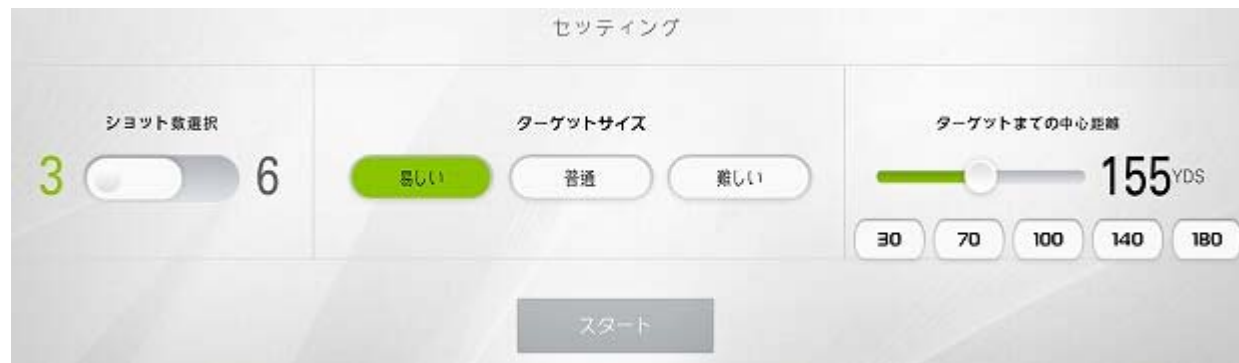 セッティング
ショット数選択
3 6
ターゲットサイズ
易しい 普通 難しい
ターゲットまての中心距離
155YDS
30 70 100 140 180
スタート